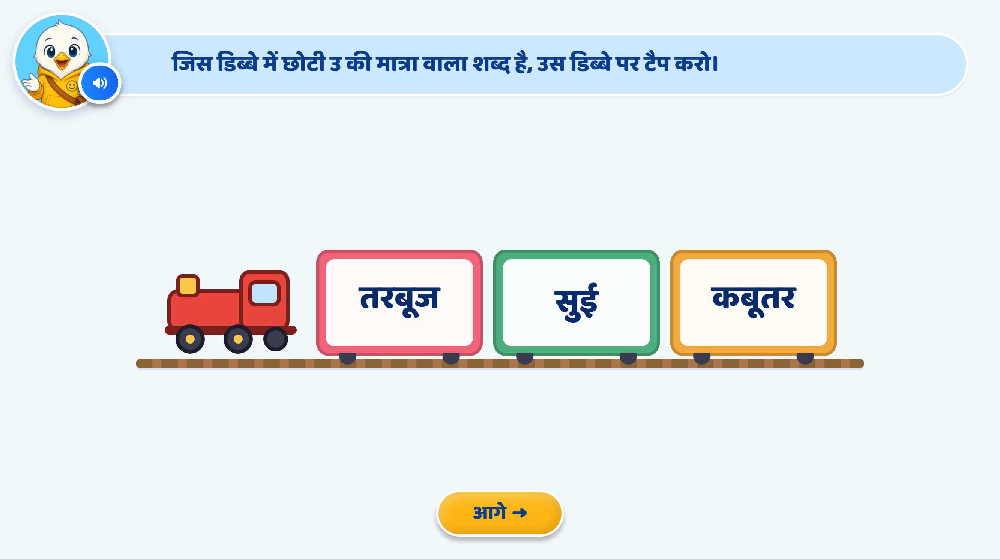 जिस डिब्बे में छोटी उ की मात्रा वाला शब्द है, उस डिब्बे पर टैप करो।
तरबूज
सुई
कबूतर
आगे →